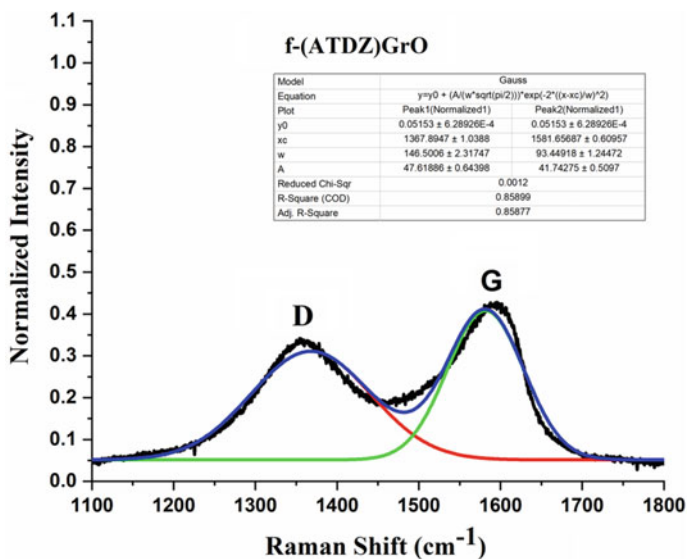 f-(ATDZ)GrO
Model Gauss
Equation y=y0 + (A/(w*sqrt(pi/2)))*exp(-2*((x-xc)/w)^2)
Plot Peak1(Normalized1) Peak2(Normalized1)
y0 0.05153 ± 6.28926E-4 0.05153 ± 6.28926E-4
xc 1367.8947 ± 1.0388 1581.65687 ± 0.60957
w 146.5006 ± 2.31747 93.44918 ± 1.24472
A 47.61886 ± 0.64398 41.74275 ± 0.5097
Reduced Chi-Sqr 0.0012
R-Square (COD) 0.85899
Adj. R-Square 0.85877
Normalized Intensity
1.1
1.0
0.9
0.8
0.7
0.6
0.5
0.4
0.3
0.2
0.1
0.0
D
G
1100 1200 1300 1400 1500 1600 1700 1800
Raman Shift (cm-1)